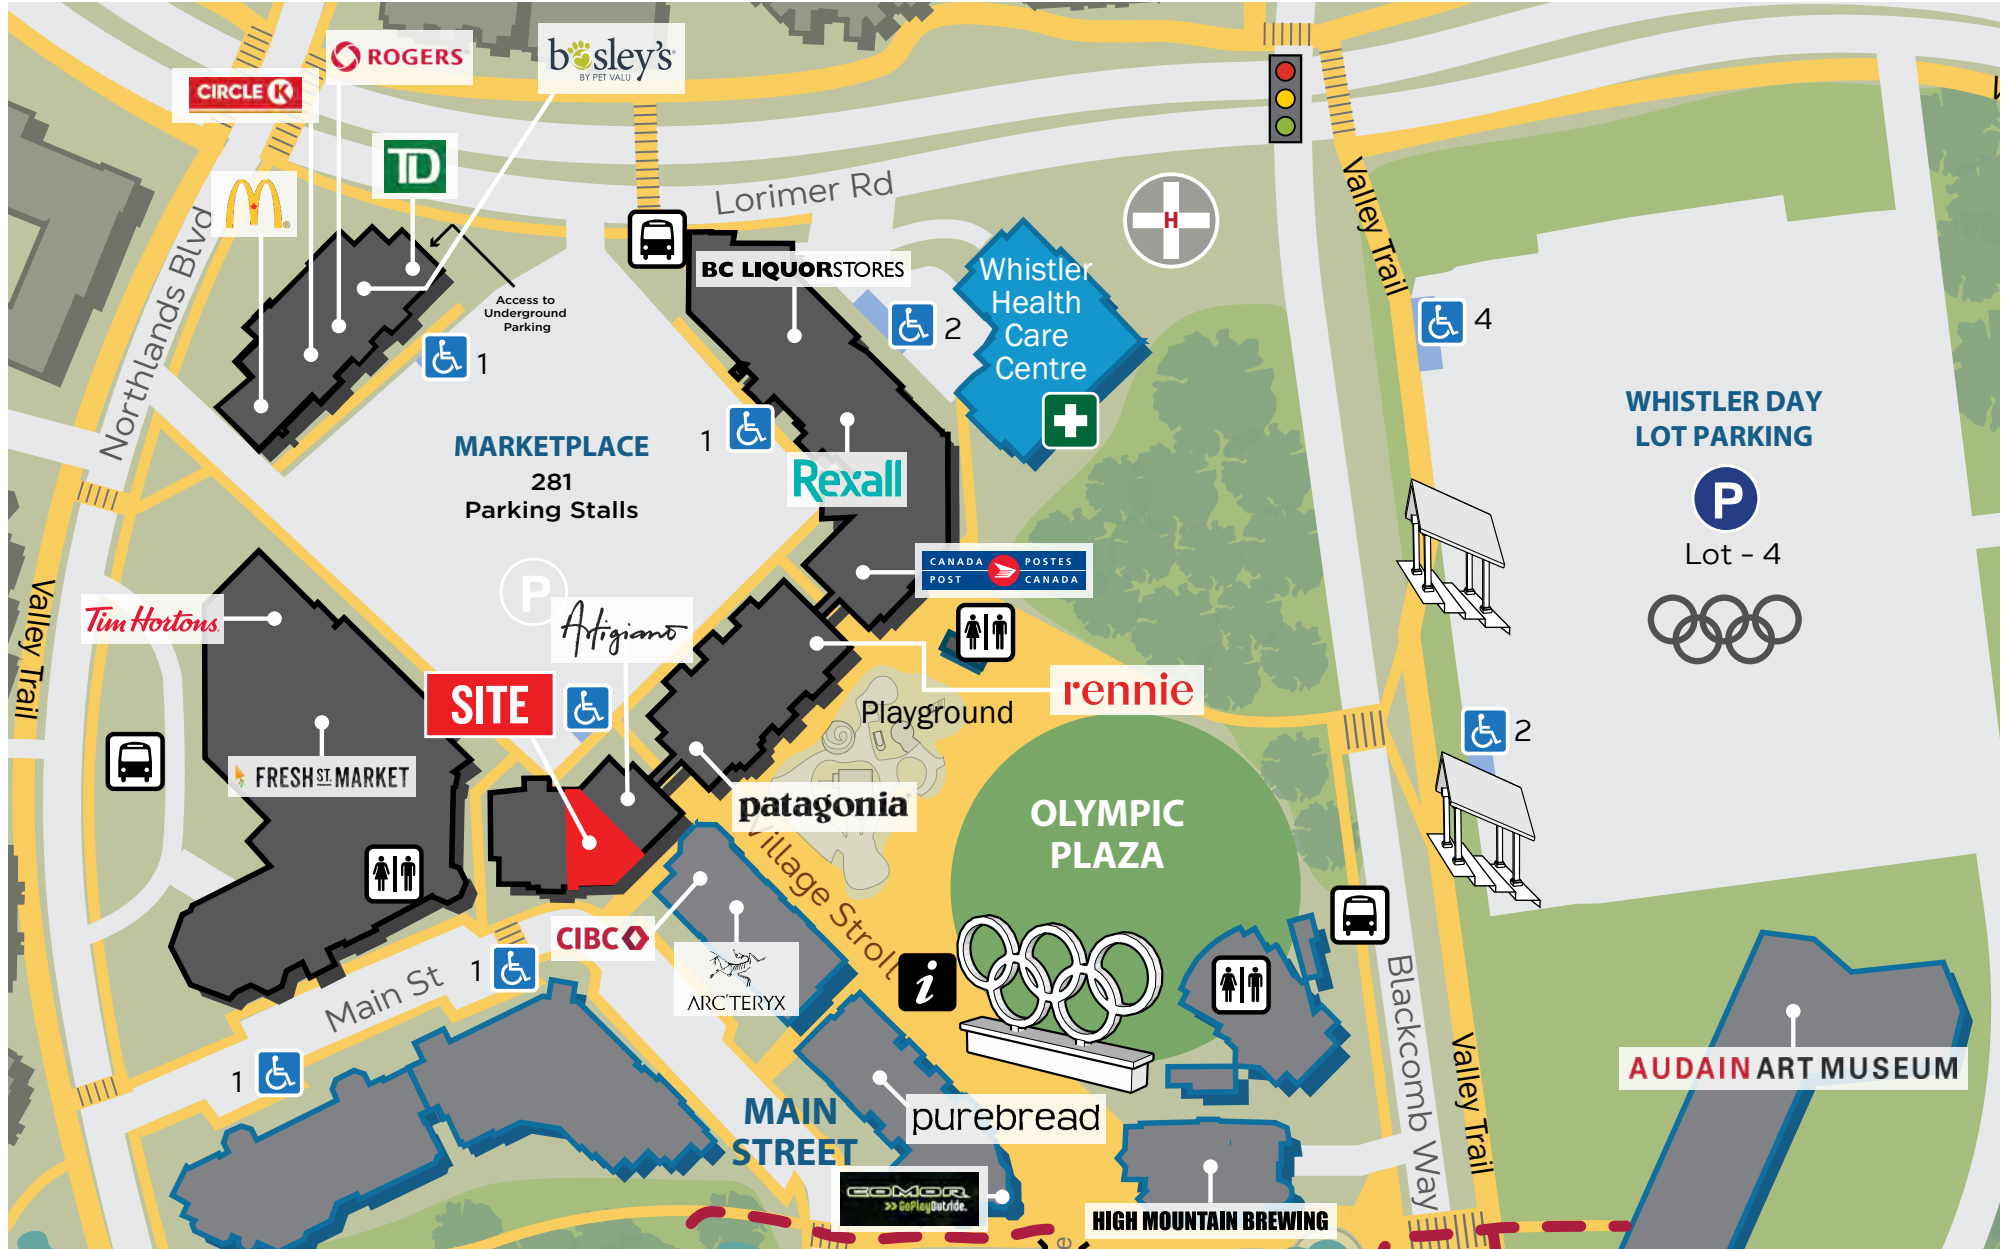 ROGERS
bosley's
BY PET VALU
CIRCLE K
TD
Lorimer Rd
Valley Trail
H
Northlands Blvd
BC LIQUORSTORES
Whistler
Health
Care
Centre
Access to
Underground
Parking
2
4
1
WHISTLER DAY
LOT PARKING
P
Lot - 4
MARKETPLACE
281
Parking Stalls
1
Rexall
P
CANADA POST
POSTES CANADA
Tim Hortons
Artigiano
Valley Trail
SITE
rennie
Playground
2
FRESH ST. MARKET
patagonia
OLYMPIC
PLAZA
Village Stroll
CIBC
ARC'TERYX
i
Main St
1
1
Blackcomb Way
Valley Trail
AUDAIN ART MUSEUM
MAIN
STREET
purebread
COMOR
>> GoPlayOutside.
HIGH MOUNTAIN BREWING